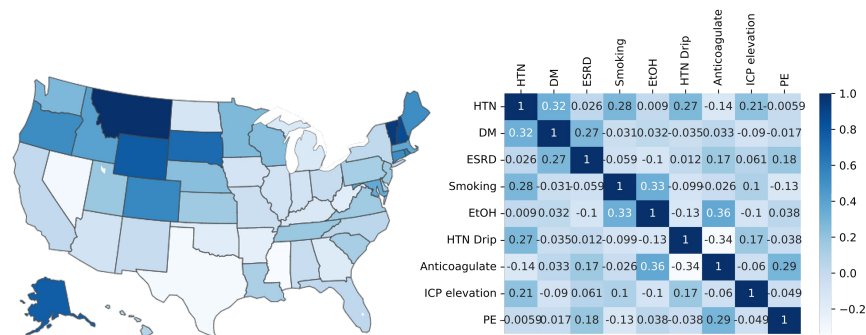 HTN DM ESRD Smoking EtOH HTN Drip Anticoagulate ICP elevation PE
HTN 1 0.32 0.026 0.28 0.009 0.27 -0.14 0.21 -0.0059
DM 0.32 1 0.27 -0.031 0.032 -0.035 0.033 -0.09 -0.017
ESRD -0.026 0.27 1 -0.059 -0.1 0.012 0.17 0.061 0.18
Smoking 0.28 -0.031 -0.059 1 0.33 -0.099 0.026 0.1 -0.13
EtOH -0.009 0.032 -0.1 0.33 1 -0.13 0.36 -0.1 0.038
HTN Drip 0.27 -0.035 0.012 -0.099 -0.13 1 -0.34 0.17 -0.038
Anticoagulate -0.14 0.033 0.17 -0.026 0.36 -0.34 1 -0.06 0.29
ICP elevation 0.21 -0.09 0.061 0.1 -0.1 0.17 -0.06 1 -0.049
PE -0.0059 0.017 0.18 -0.13 0.038 -0.038 0.29 -0.049 1
1.0
0.8
0.6
0.4
0.2
0.0
-0.2